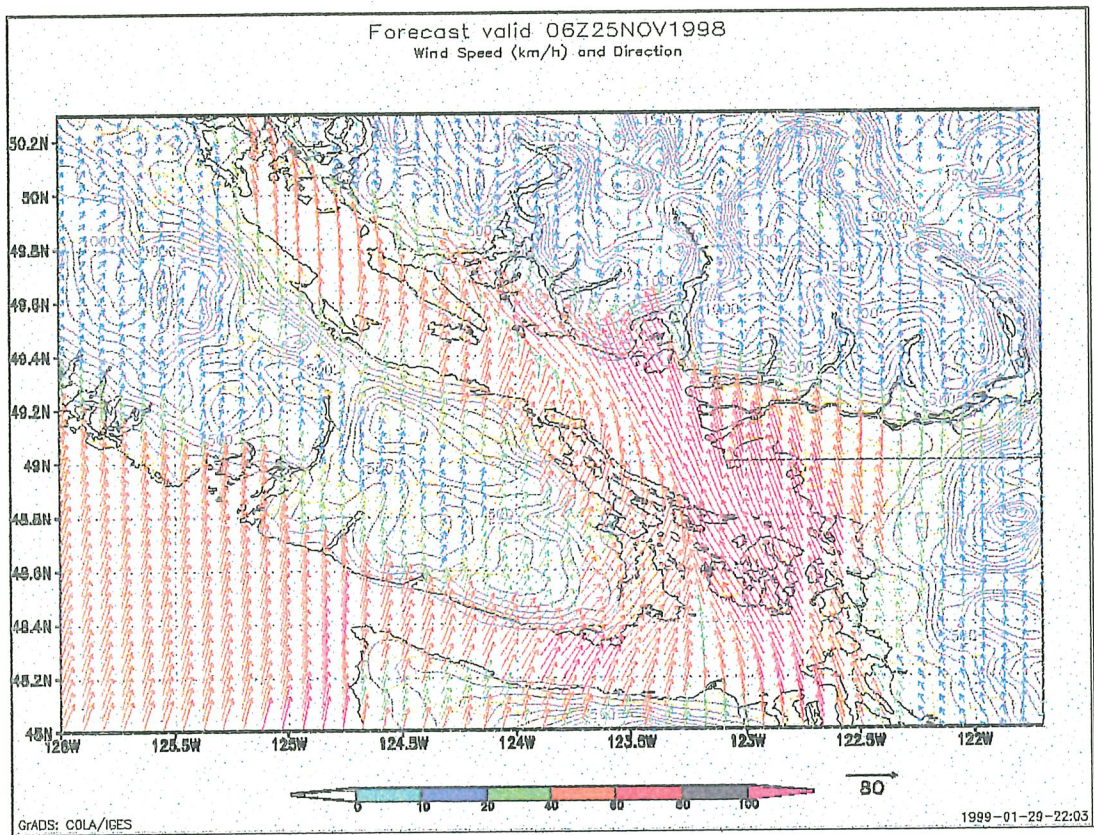 Forecast valid 06Z25NOV1998
Wind Speed (km/h) and Direction
50.2N
50N
49.8N
49.6N
49.4N
49.2N
49N
48.8N
48.6N
48.4N
48.2N
48N
126W 125.5W 125W 124.5W 124W 123.5W 123W 122.5W 122W
0 10 20 40 60 80 100
80
GrADS: COLA/IGES
1999-01-29-22:03